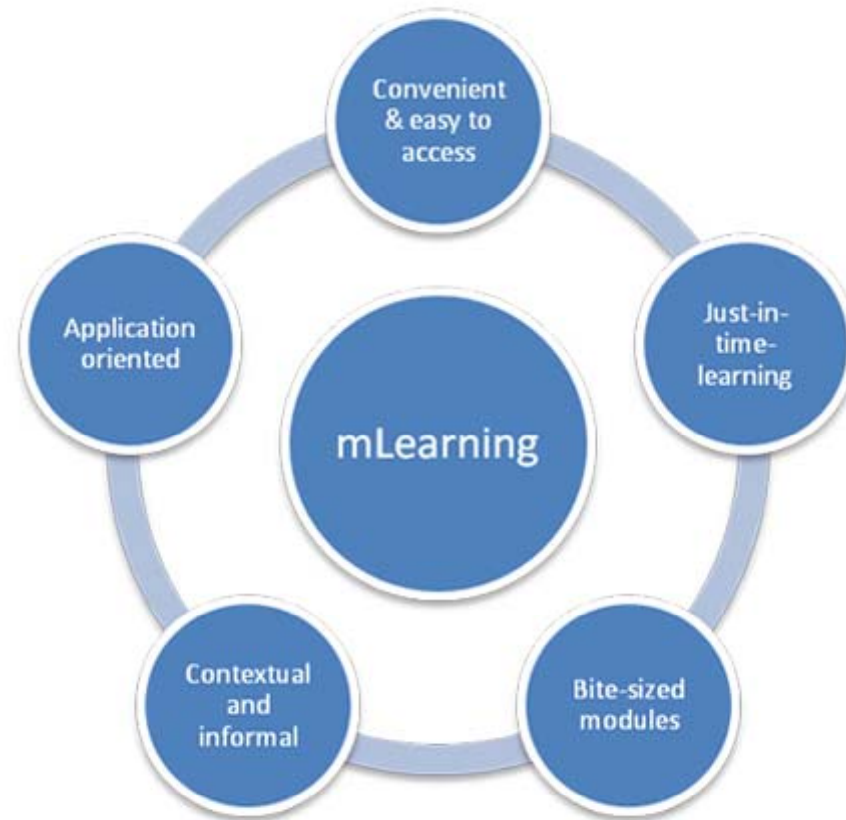 Convenient
& easy to
access
Just-in-
time-
learning
Bite-sized
modules
Contextual
and
informal
Application
oriented
mLearning